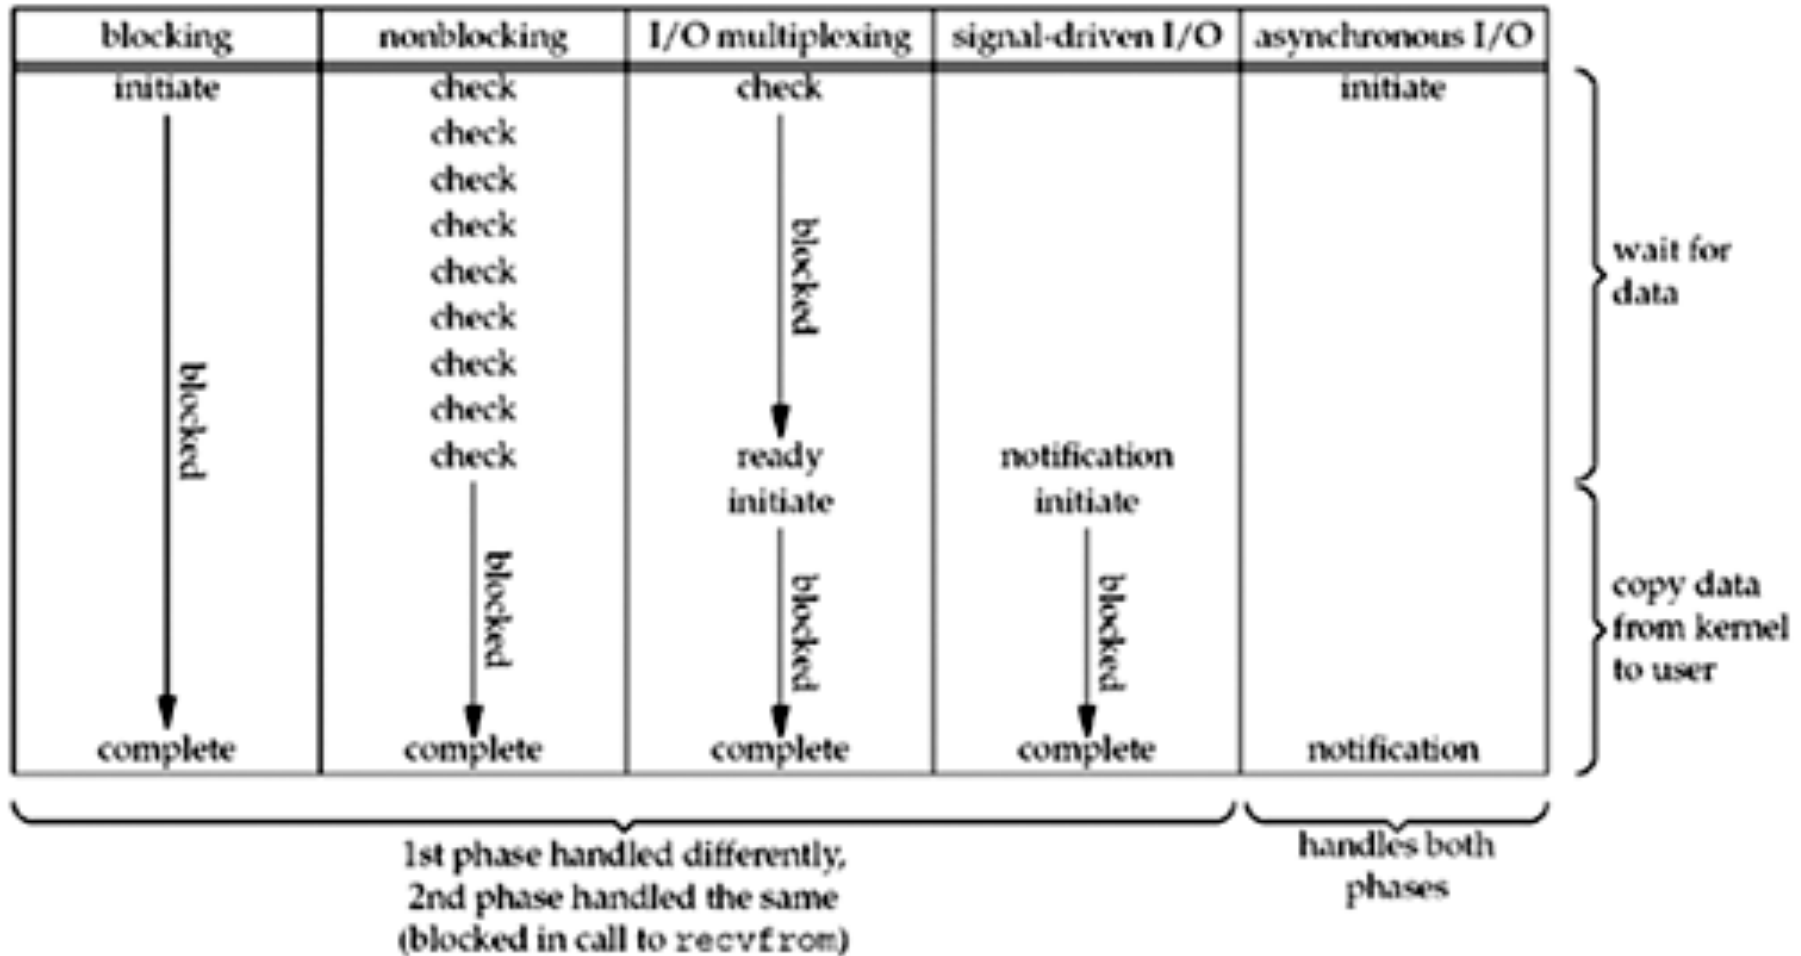 blocking nonblocking I/O multiplexing signal-driven I/O asynchronous I/O
initiate check check initiate
check
check
check
check
check
check
check
check ready notification
initiate initiate
blocked
blocked
blocked
blocked
blocked
complete complete complete complete notification
wait for
data
copy data
from kernel
to user
1st phase handled differently,
2nd phase handled the same
(blocked in call to recvfrom)
handles both
phases